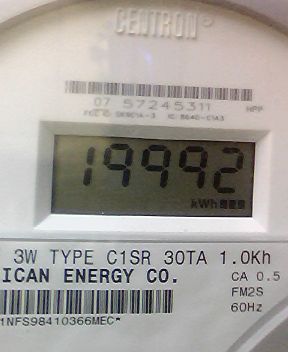 CENTRON®
07 57245311 HPP
19992
kWh
3W TYPE C1SR 30TA 1.0Kh
ICAN ENERGY CO.
CA 0.5
FM2S
60Hz
1NFS98410366MEC*